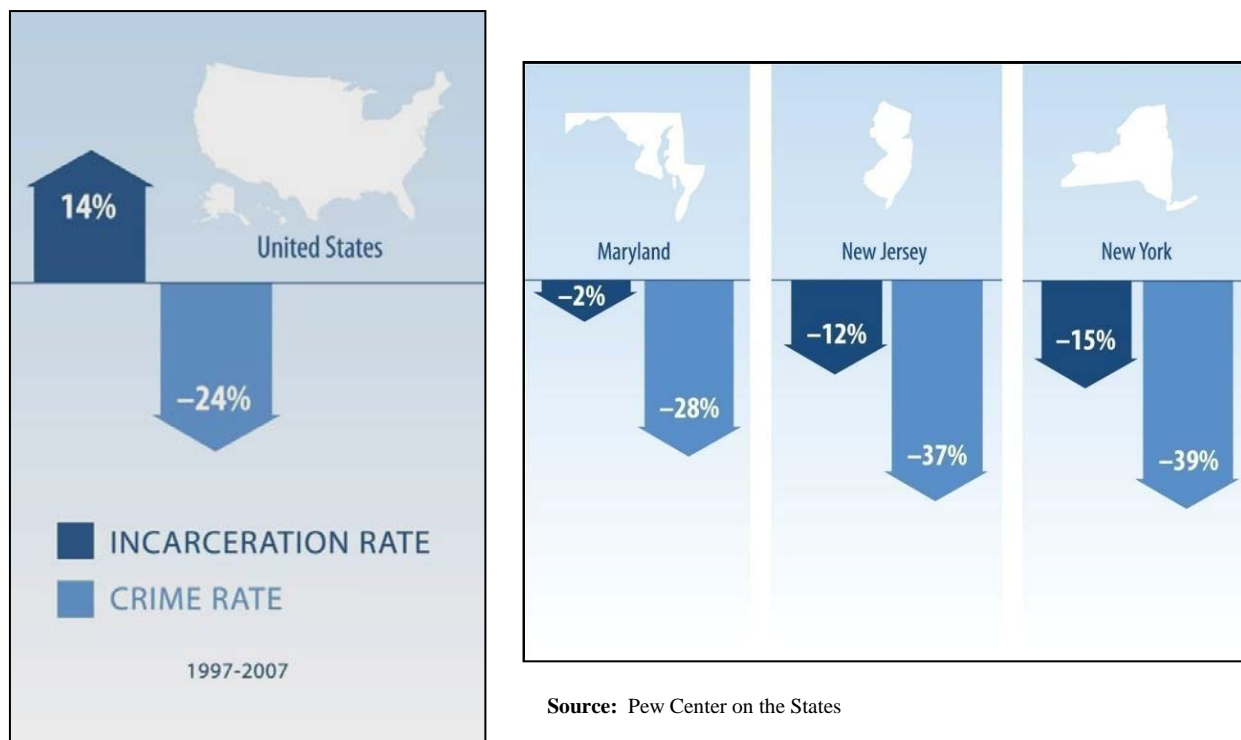 14%
United States
–24%
INCARCERATION RATE
CRIME RATE
1997-2007
Maryland
–2%
–28%
New Jersey
–12%
–37%
New York
–15%
–39%
Source: Pew Center on the States